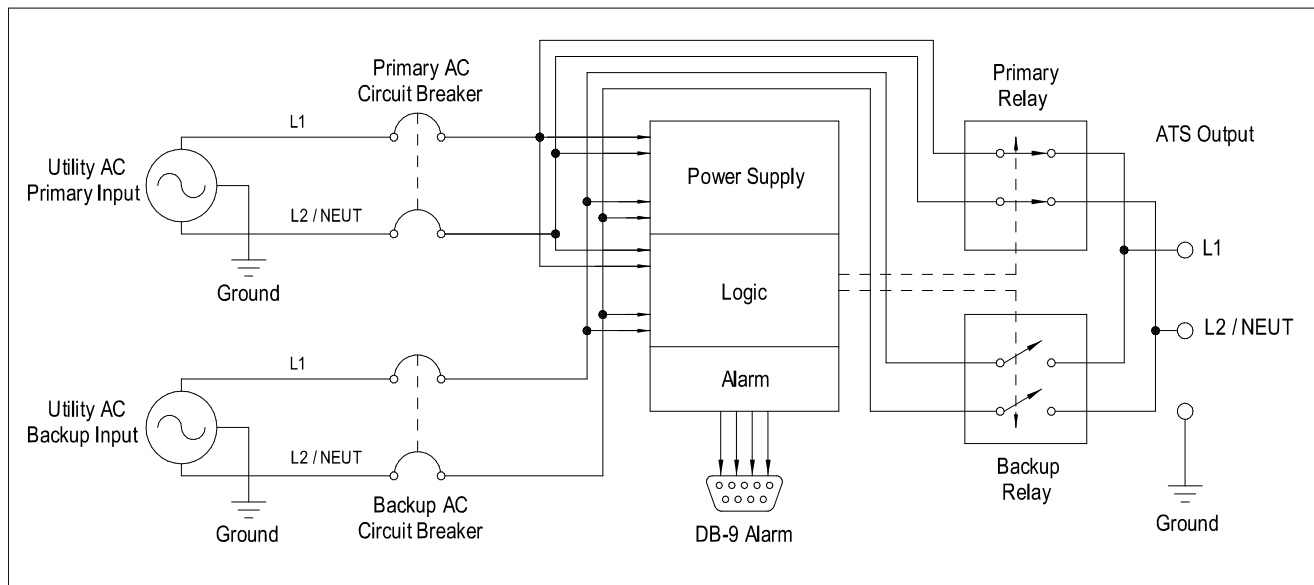 Primary AC
Circuit Breaker
Primary
Relay
L1
ATS Output
Utility AC
Primary Input
Power Supply
L2 / NEUT
L1
Ground
Logic
L2 / NEUT
L1
Alarm
Utility AC
Backup Input
L2 / NEUT
Backup
Relay
Backup AC
Circuit Breaker
Ground
DB-9 Alarm
Ground